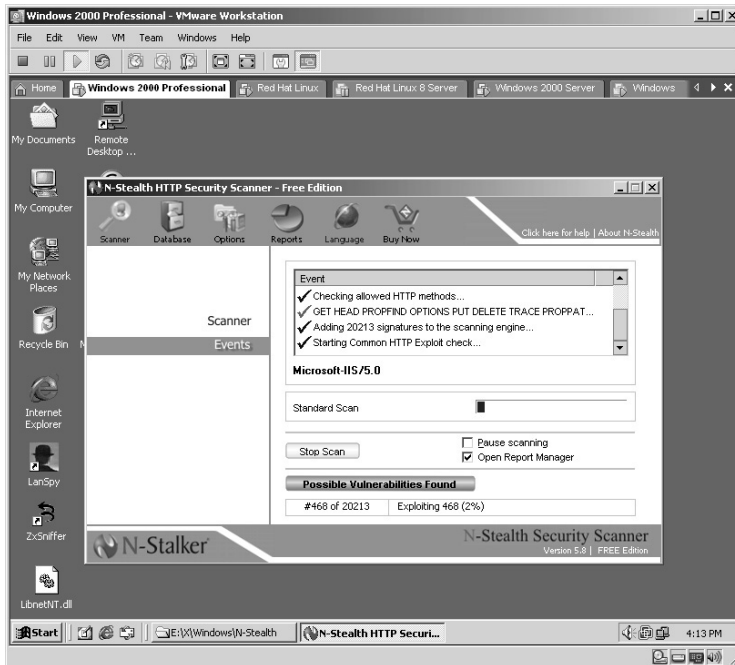 Windows 2000 Professional - VMware Workstation
File Edit View VM Team Windows Help
Home Windows 2000 Professional Red Hat Linux Red Hat Linux 8 Server Windows 2000 Server Windows
My Documents
Remote
Desktop ...
My Computer
My Network
Places
Recycle Bin
Internet
Explorer
LanSpy
ZxSniffer
LibnetNT.dll
N-Stealth HTTP Security Scanner - Free Edition
Scanner Database Options Reports Language Buy Now
Click here for help | About N-Stealth
Scanner
Events
Event
Checking allowed HTTP methods...
GET HEAD PROPFIND OPTIONS PUT DELETE TRACE PROPPAT...
Adding 20213 signatures to the scanning engine...
Starting Common HTTP Exploit check...
Microsoft-IIS/5.0
Standard Scan
Stop Scan
Pause scanning
Open Report Manager
Possible Vulnerabilities Found
#468 of 20213 Exploiting 468 (2%)
N-Stalker
N-Stealth Security Scanner
Version 5.8 | FREE Edition
Start E:\X\Windows\N-Stealth N-Stealth HTTP Securi... 4:13 PM